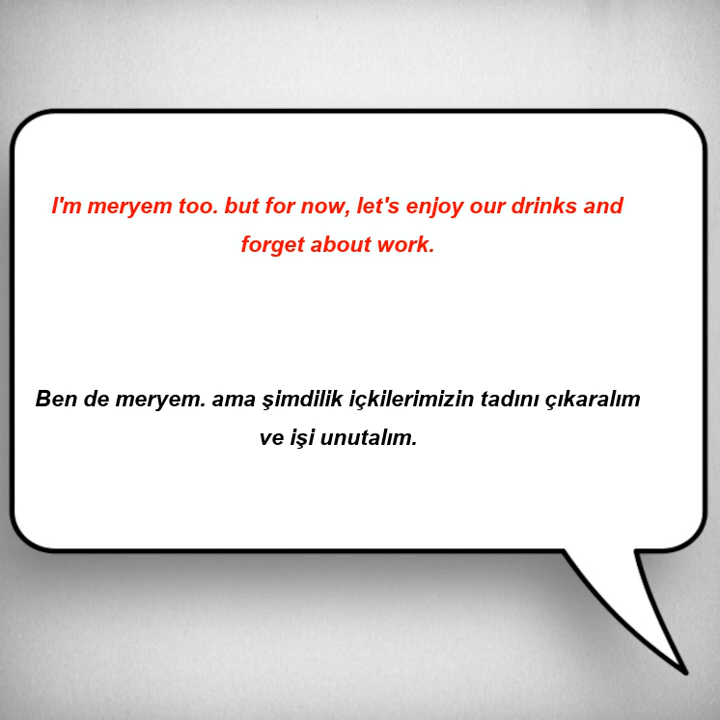 I'm meryem too. but for now, let's enjoy our drinks and
forget about work.
Ben de meryem. ama şimdilik içkilerimizin tadını çıkaralım
ve işi unutalım.